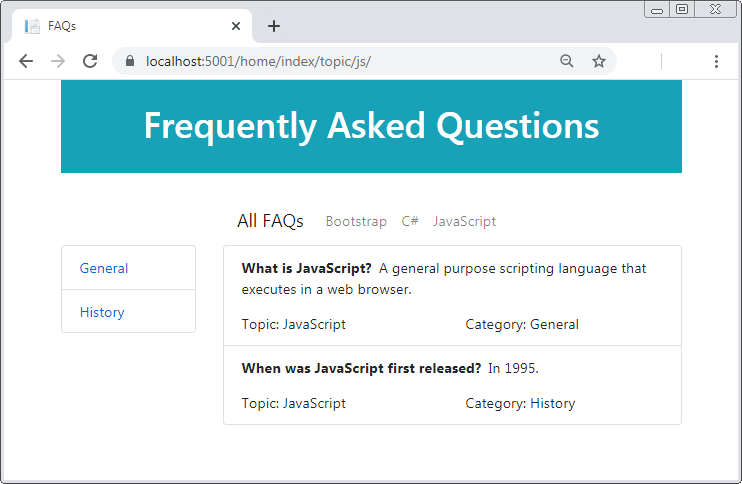 FAQs
localhost:5001/home/index/topic/js/
Frequently Asked Questions
All FAQs Bootstrap C# JavaScript
General
History
What is JavaScript? A general purpose scripting language that
executes in a web browser.
Topic: JavaScript Category: General
When was JavaScript first released? In 1995.
Topic: JavaScript Category: History